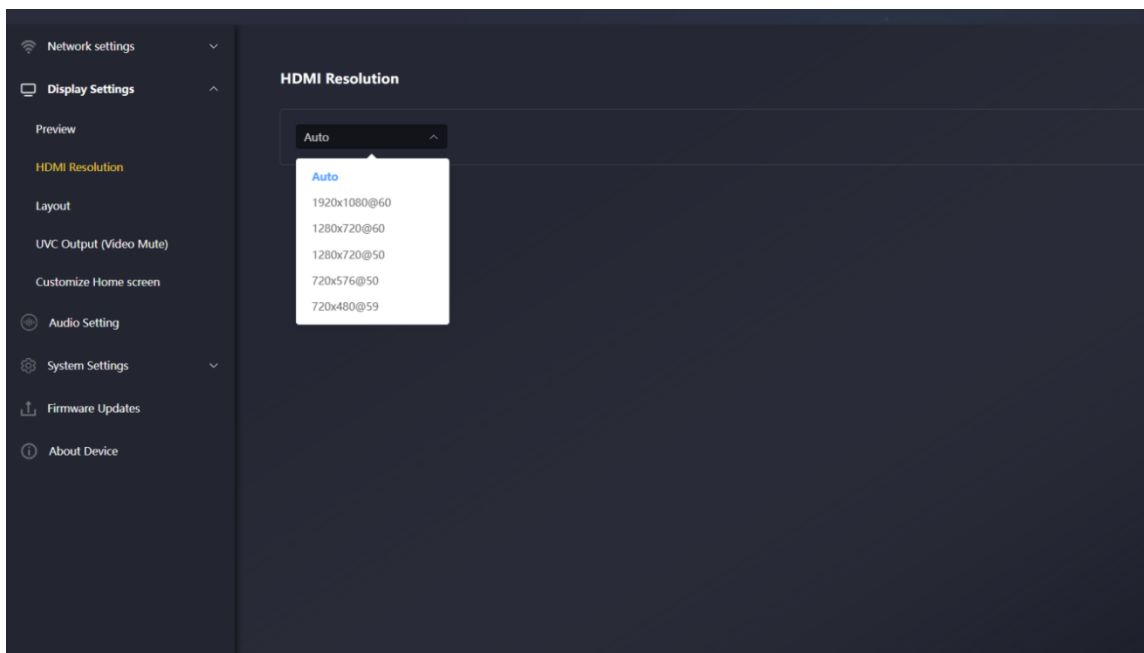 Network settings
Display Settings
Preview
HDMI Resolution
Layout
UVC Output (Video Mute)
Customize Home screen
Audio Setting
System Settings
Firmware Updates
About Device
HDMI Resolution
Auto
Auto
1920x1080@60
1280x720@60
1280x720@50
720x576@50
720x480@59